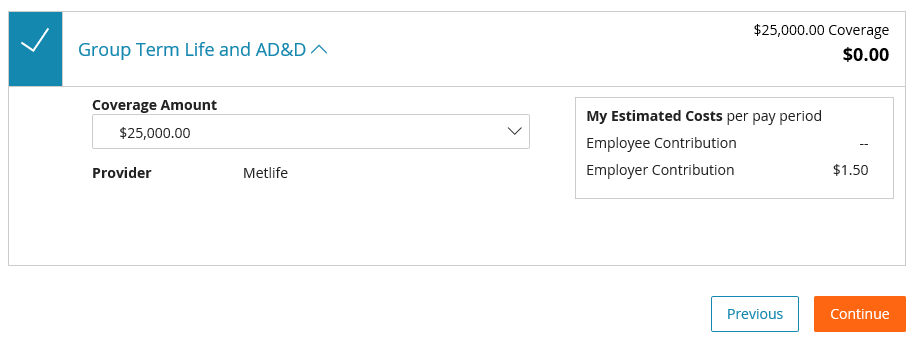 Group Term Life and AD&D
$25,000.00 Coverage
$0.00
Coverage Amount
$25,000.00
Provider Metlife
My Estimated Costs per pay period
Employee Contribution --
Employer Contribution $1.50
Previous
Continue